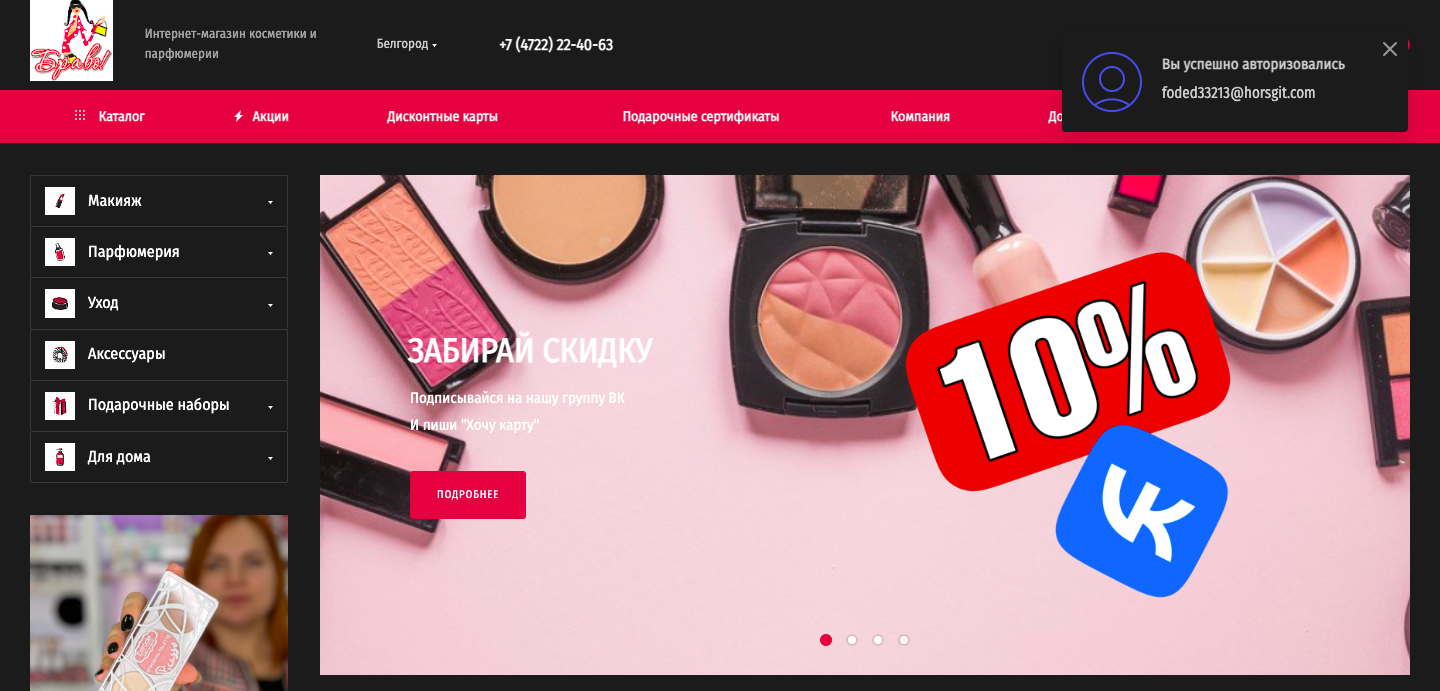 Браво!
Интернет-магазин косметики и
парфюмерии
Белгород
+7 (4722) 22-40-63
Вы успешно авторизовались
foded33213@horsgit.com
Каталог
Акции
Дисконтные карты
Подарочные сертификаты
Компания
Макияж
Парфюмерия
Уход
Аксессуары
Подарочные наборы
Для дома
ЗАБИРАЙ СКИДКУ
Подписывайся на нашу группу ВК
И пиши "Хочу карту"
ПОДРОБНЕЕ
10%